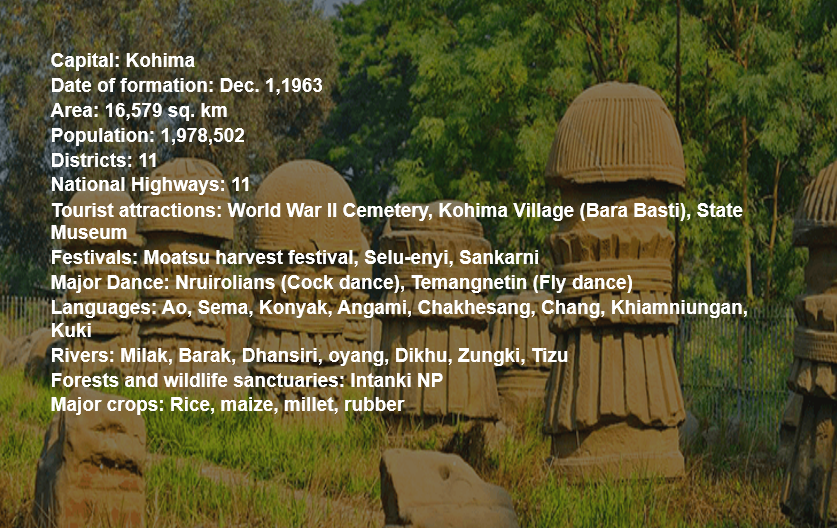 Capital: Kohima
Date of formation: Dec. 1,1963
Area: 16,579 sq. km
Population: 1,978,502
Districts: 11
National Highways: 11
Tourist attractions: World War II Cemetery, Kohima Village (Bara Basti), State
Museum
Festivals: Moatsu harvest festival, Selu-enyi, Sankarni
Major Dance: Nruirolians (Cock dance), Temangnetin (Fly dance)
Languages: Ao, Sema, Konyak, Angami, Chakhesang, Chang, Khiamniungan,
Kuki
Rivers: Milak, Barak, Dhansiri, oyang, Dikhu, Zungki, Tizu
Forests and wildlife sanctuaries: Intanki NP
Major crops: Rice, maize, millet, rubber